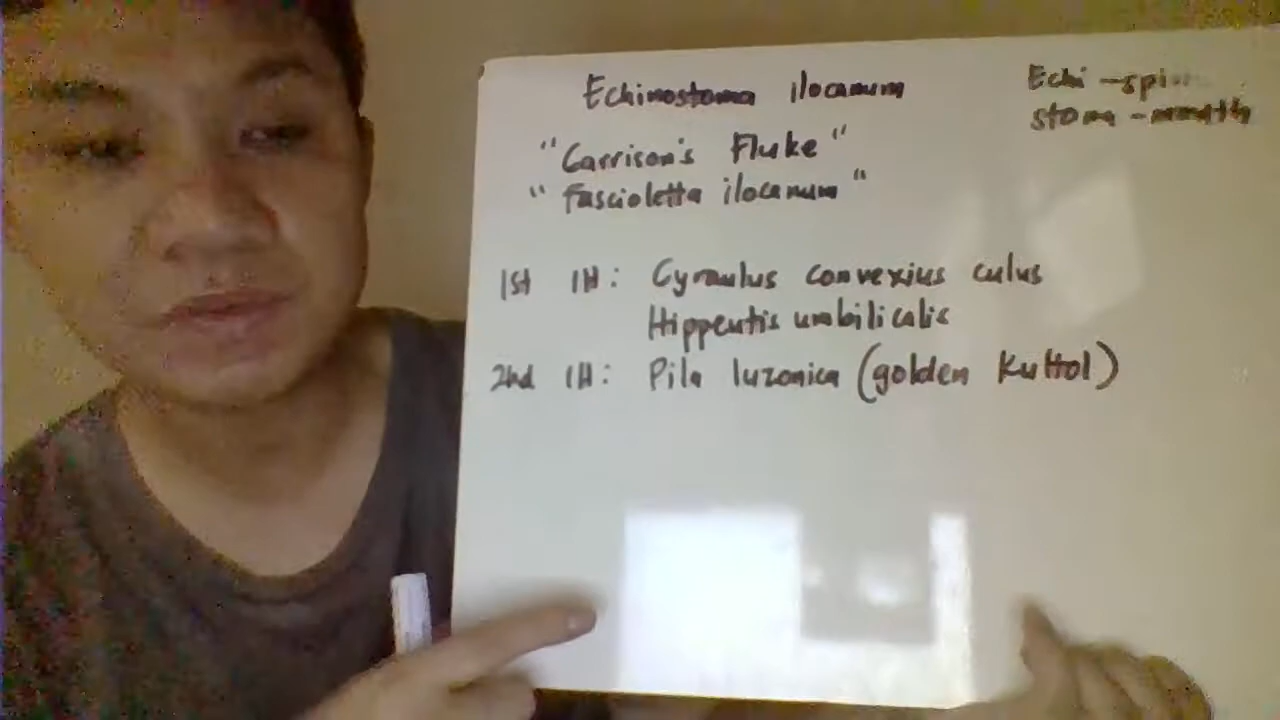 Echinostoma ilocanum
Echi -spi
stoma -mouth
"Garrison's Fluke"
"Fascioletta ilocanum"
1st IH: Gyraulus convexius culus
Hippeutis umbilicalis
2nd IH: Pila luzonica (golden Kuhol)